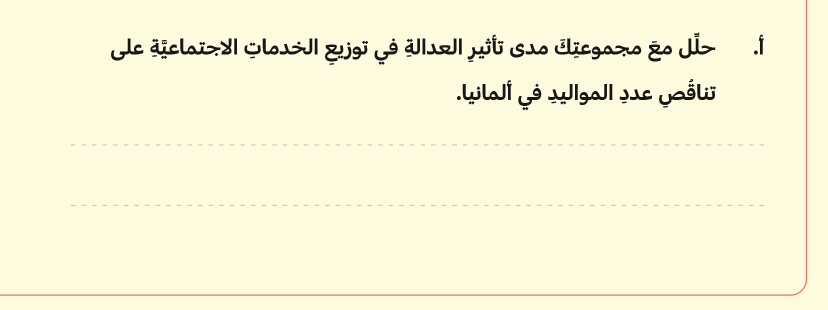 أ. حلِّل معَ مجموعتِكَ مدى تأثيرِ العدالةِ في توزيعِ الخدماتِ الاجتماعيَّةِ على
تناقُصِ عددِ المواليدِ في ألمانيا.